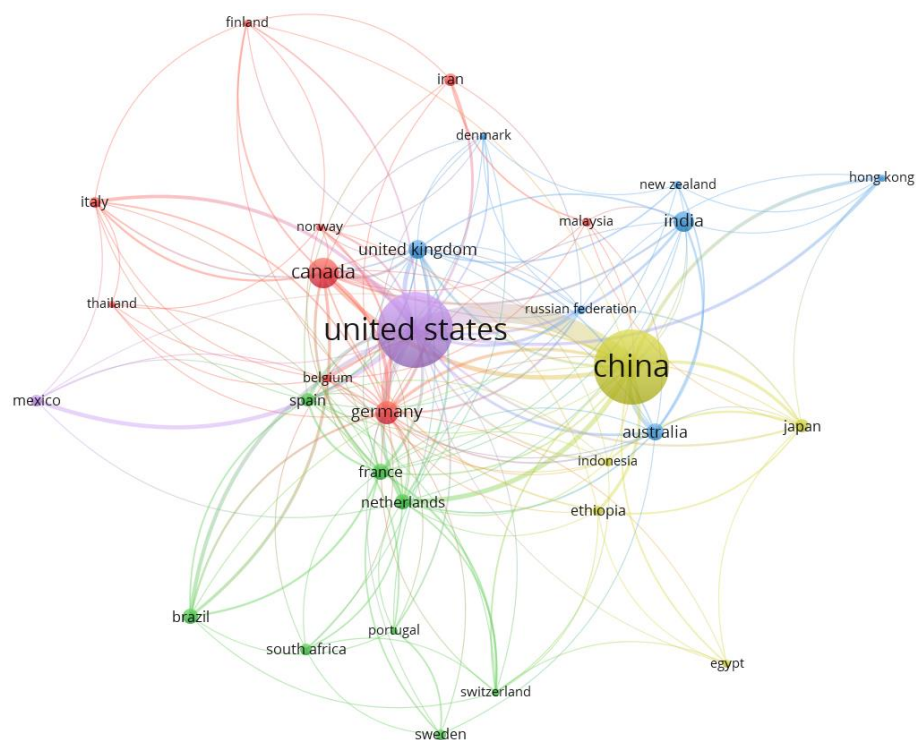 finland
iran
denmark
hong kong
new zealand
italy
malaysia
india
norway
united kingdom
canada
thailand
russian federation
united states
china
belgium
mexico
spain
germany
japan
australia
indonesia
france
netherlands
ethiopia
brazil
portugal
south africa
egypt
switzerland
sweden